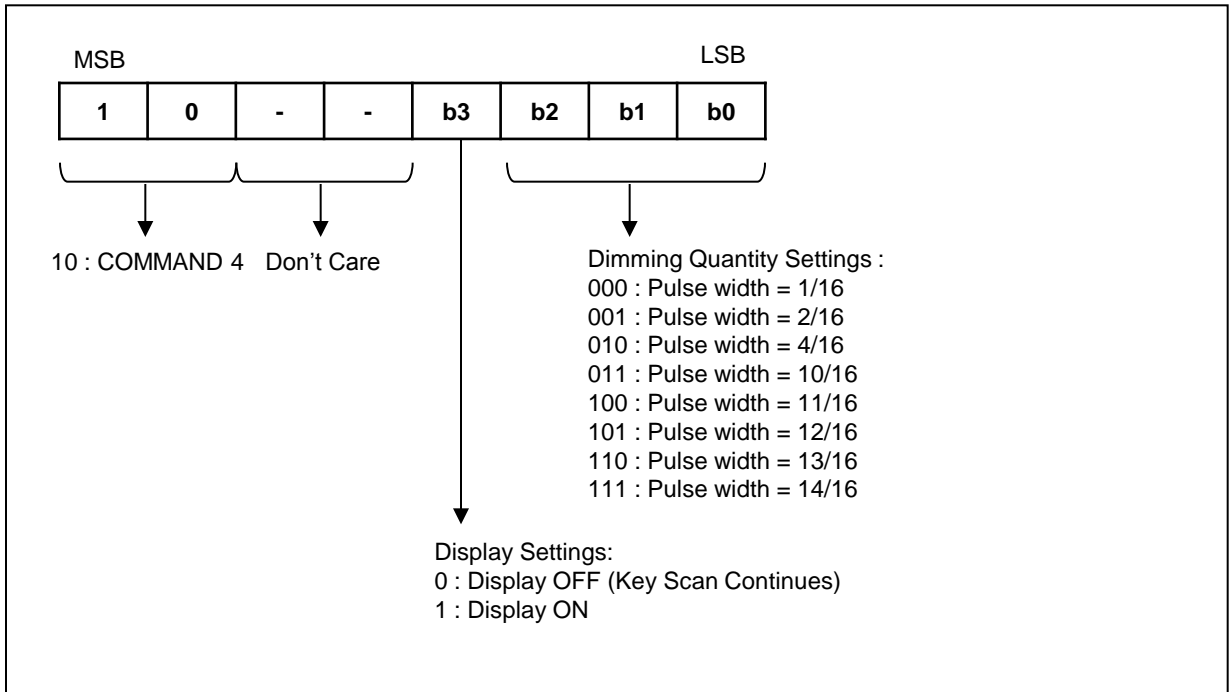 MSB LSB
1 0 - - b3 b2 b1 b0
10 : COMMAND 4 Don't Care
Dimming Quantity Settings :
000 : Pulse width = 1/16
001 : Pulse width = 2/16
010 : Pulse width = 4/16
011 : Pulse width = 10/16
100 : Pulse width = 11/16
101 : Pulse width = 12/16
110 : Pulse width = 13/16
111 : Pulse width = 14/16
Display Settings:
0 : Display OFF (Key Scan Continues)
1 : Display ON